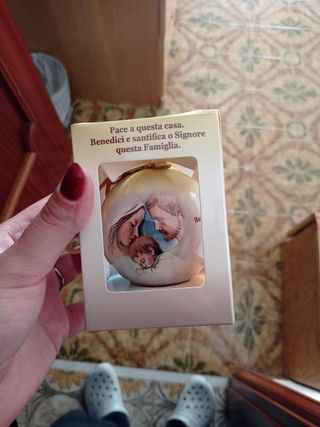 Pace a questa casa.
Benedici e santifica o Signore
questa Famiglia.